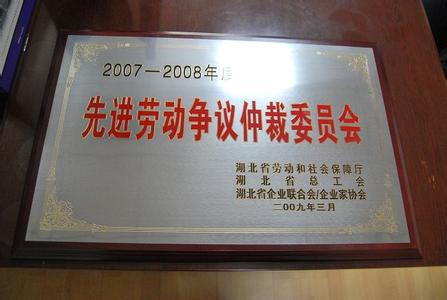 2007—2008年度
先进劳动争议仲裁委员会
湖北省劳动和社会保障厅
湖北省总工会
湖北省企业联合会/企业家协会
二00九年三月